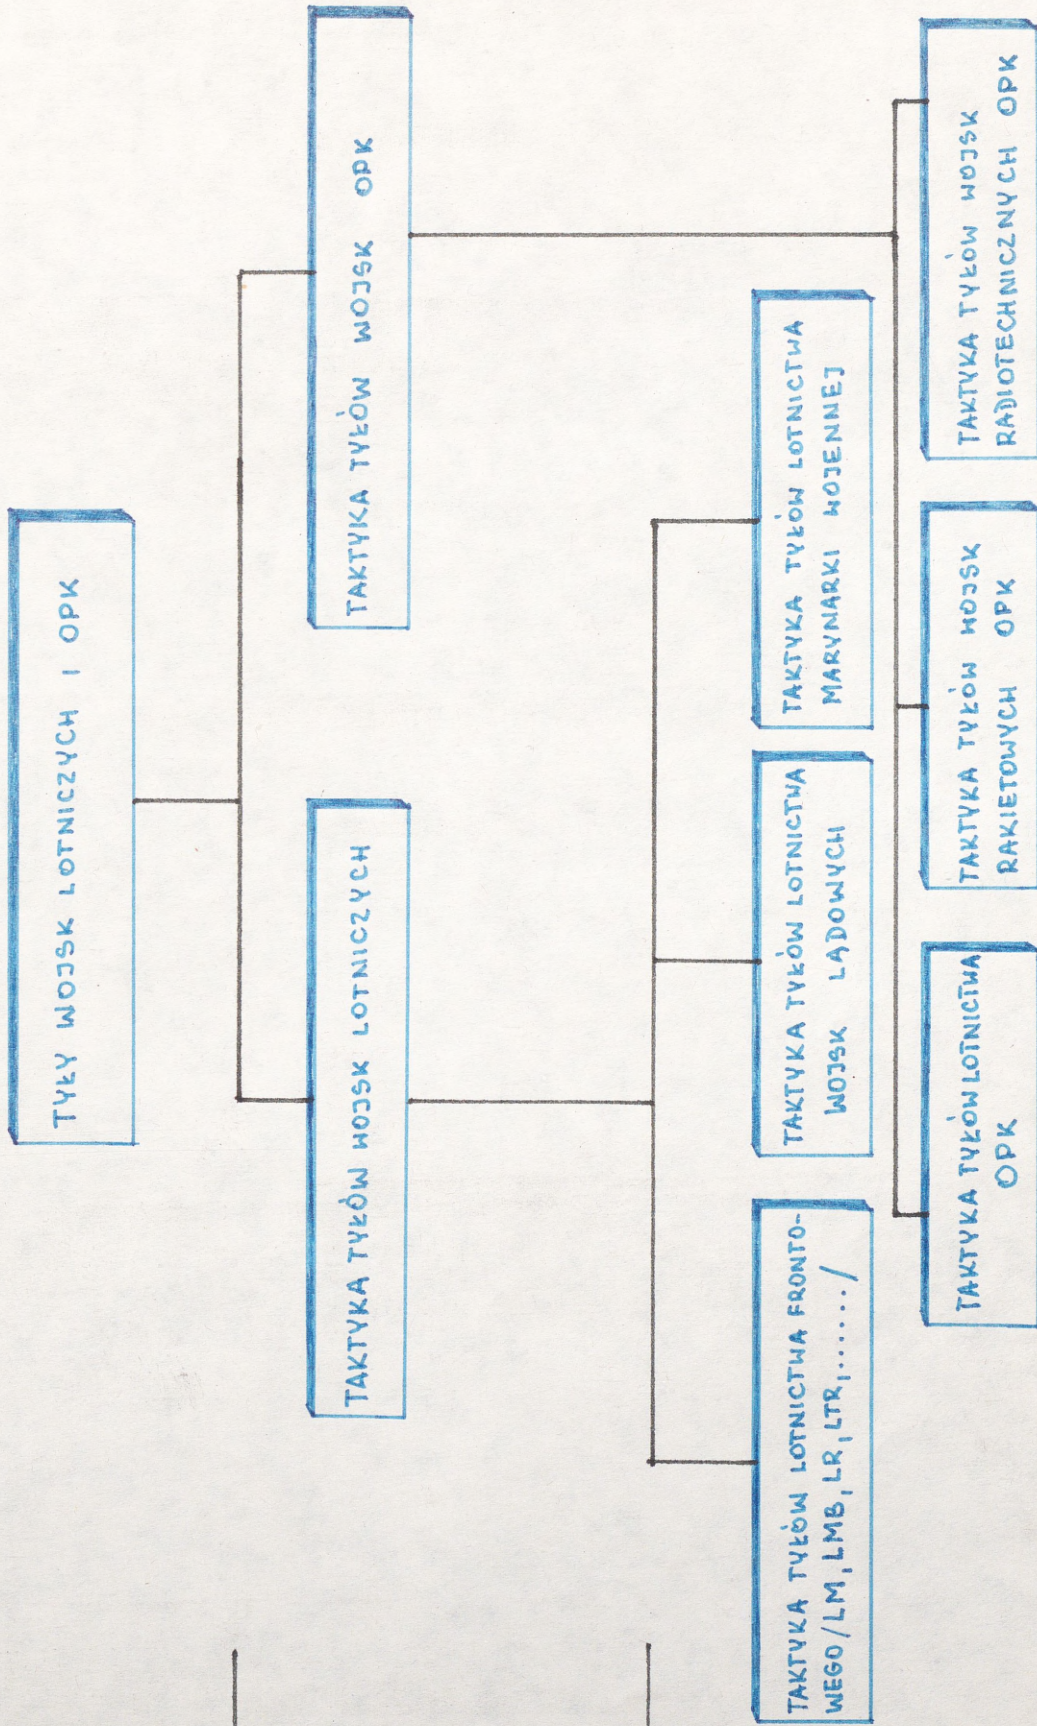 TYŁY WOJSK LOTNICZYCH I OPK
TAKTYKA TYŁÓW WOJSK LOTNICZYCH
TAKTYKA TYŁÓW WOJSK OPK
TAKTYKA TYŁÓW LOTNICTWA FRONTO-
WEGO/LM, LMB, LR, LTR, ....../
TAKTYKA TYŁÓW LOTNICTWA
WOJSK LĄDOWYCH
TAKTYKA TYŁÓW LOTNICTWA
MARYNARKI WOJENNEJ
TAKTYKA TYŁÓW LOTNICTWA
OPK
TAKTYKA TYŁÓW WOJSK
RAKIETOWYCH OPK
TAKTYKA TYŁÓW WOJSK
RADIOTECHNICZNYCH OPK